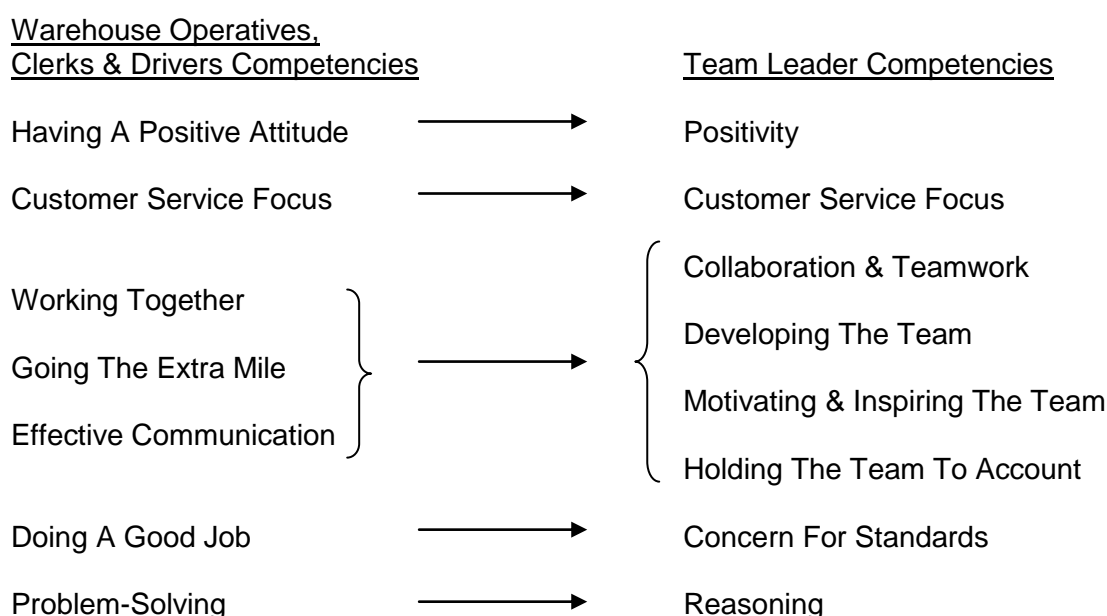 Warehouse Operatives,
Clerks & Drivers Competencies
Team Leader Competencies
Having A Positive Attitude
Positivity
Customer Service Focus
Customer Service Focus
Working Together
Going The Extra Mile
Effective Communication
Collaboration & Teamwork
Developing The Team
Motivating & Inspiring The Team
Holding The Team To Account
Doing A Good Job
Concern For Standards
Problem-Solving
Reasoning